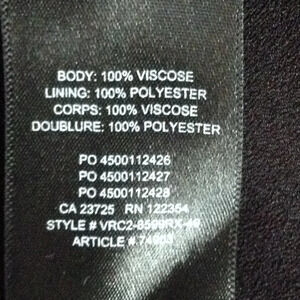 BODY: 100% VISCOSE
LINING: 100% POLYESTER
CORPS: 100% VISCOSE
DOUBLURE: 100% POLYESTER
PO 4500112426
PO 4500112427
PO 4500112428
CA 23725 RN 122354
STYLE #
ARTICLE #